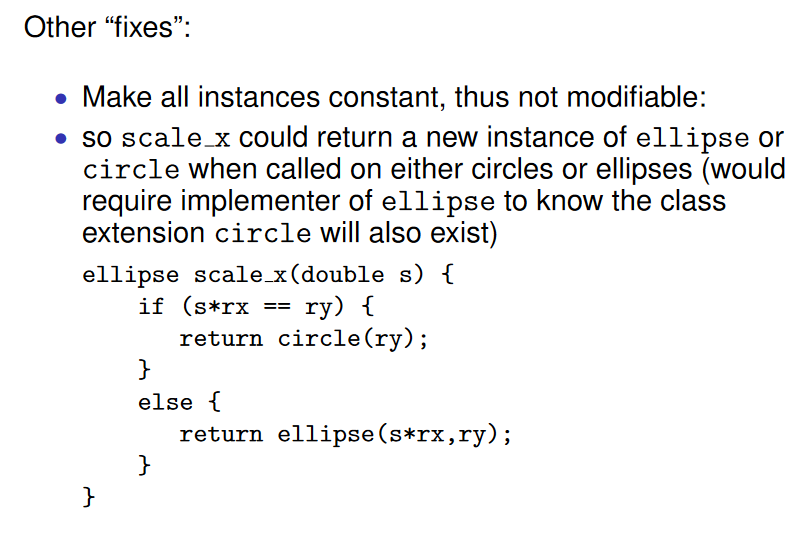 Other “fixes”:
• Make all instances constant, thus not modifiable:
• so scale_x could return a new instance of ellipse or
circle when called on either circles or ellipses (would
require implementer of ellipse to know the class
extension circle will also exist)
ellipse scale_x(double s) {
    if (s*rx == ry) {
       return circle(ry);
    }
    else {
       return ellipse(s*rx,ry);
    }
}